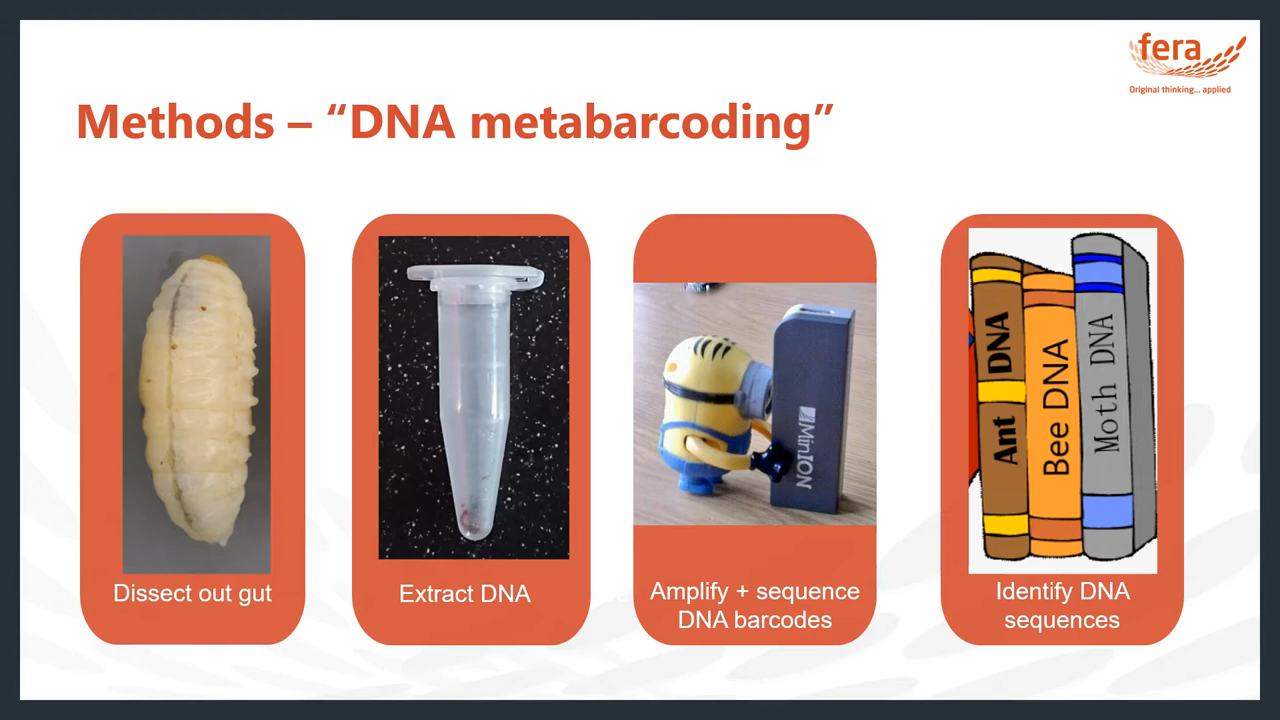 fera
Original thinking... applied
Methods – “DNA metabarcoding”
Dissect out gut
Extract DNA
MinION
Amplify + sequence
DNA barcodes
Ant DNA
Bee DNA
Moth DNA
Identify DNA
sequences